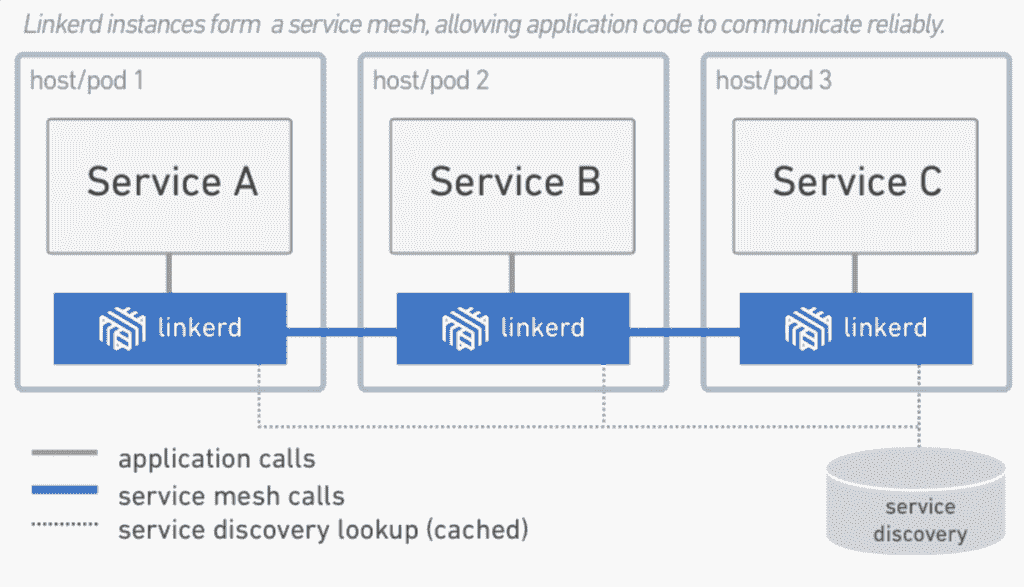 Linkerd instances form a service mesh, allowing application code to communicate reliably.
host/pod 1
host/pod 2
host/pod 3
Service A
Service B
Service C
linkerd
linkerd
linkerd
application calls
service mesh calls
service discovery lookup (cached)
service
discovery